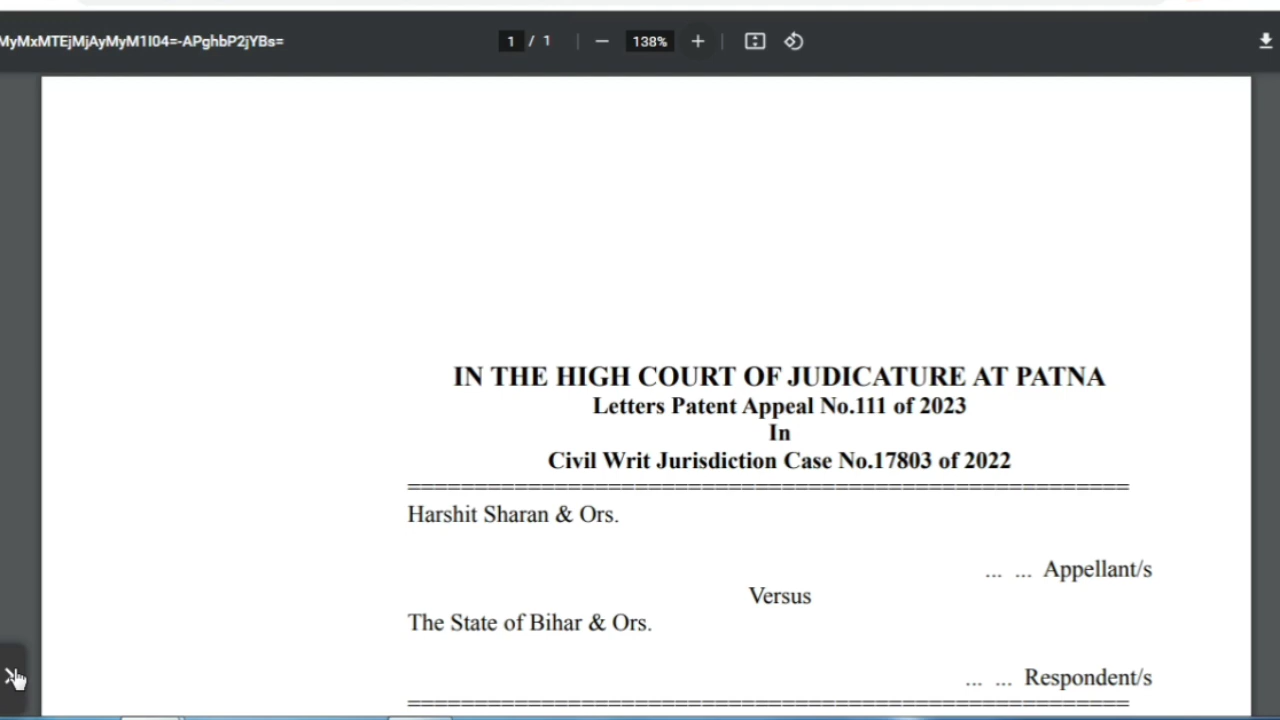 MyMxMTEjMjAyMyM1I04=-APghbP2jYBs=
1 / 1
138%
IN THE HIGH COURT OF JUDICATURE AT PATNA
Letters Patent Appeal No.111 of 2023
In
Civil Writ Jurisdiction Case No.17803 of 2022
======================================================
Harshit Sharan & Ors.
... ... Appellant/s
Versus
The State of Bihar & Ors.
... ... Respondent/s
======================================================